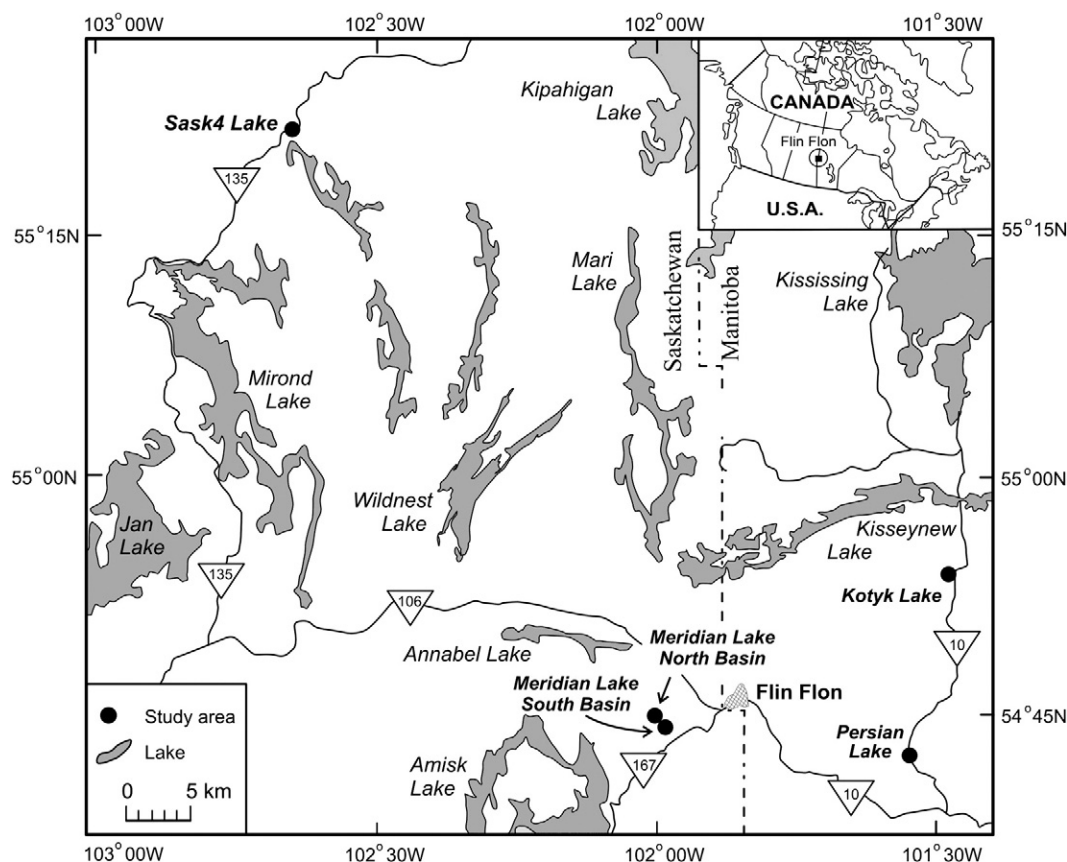 103°00W
102°30W
102°00W
101°30W
Kipahigan
Lake
CANADA
Flin Flon
U.S.A.
Sask4 Lake
135
55°15N
55°15N
Mari
Lake
Saskatchewan
Manitoba
Kississing
Lake
Mirond
Lake
55°00N
55°00N
Wildnest
Lake
Jan
Lake
Kisseynew
Lake
135
106
Kotyk Lake
10
Annabel Lake
Meridian Lake
North Basin
Meridian Lake
South Basin
Flin Flon
54°45N
Study area
Lake
0 5 km
Amisk
Lake
167
Persian
Lake
10
103°00W
102°30W
102°00W
101°30W